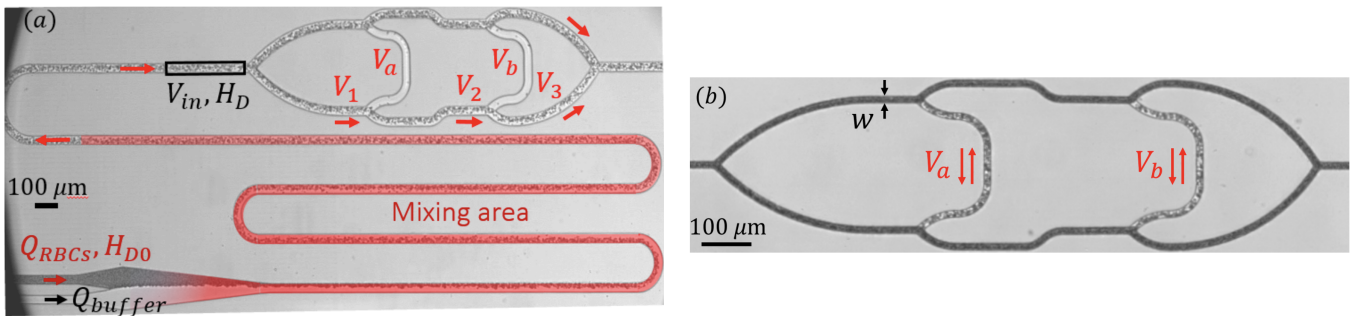 (a)
V_a
V_b
V_1
V_2
V_3
V_in, H_D
100 μm
Mixing area
Q_RBCs, H_D0
Q_buffer
(b)
w
V_a
V_b
100 μm